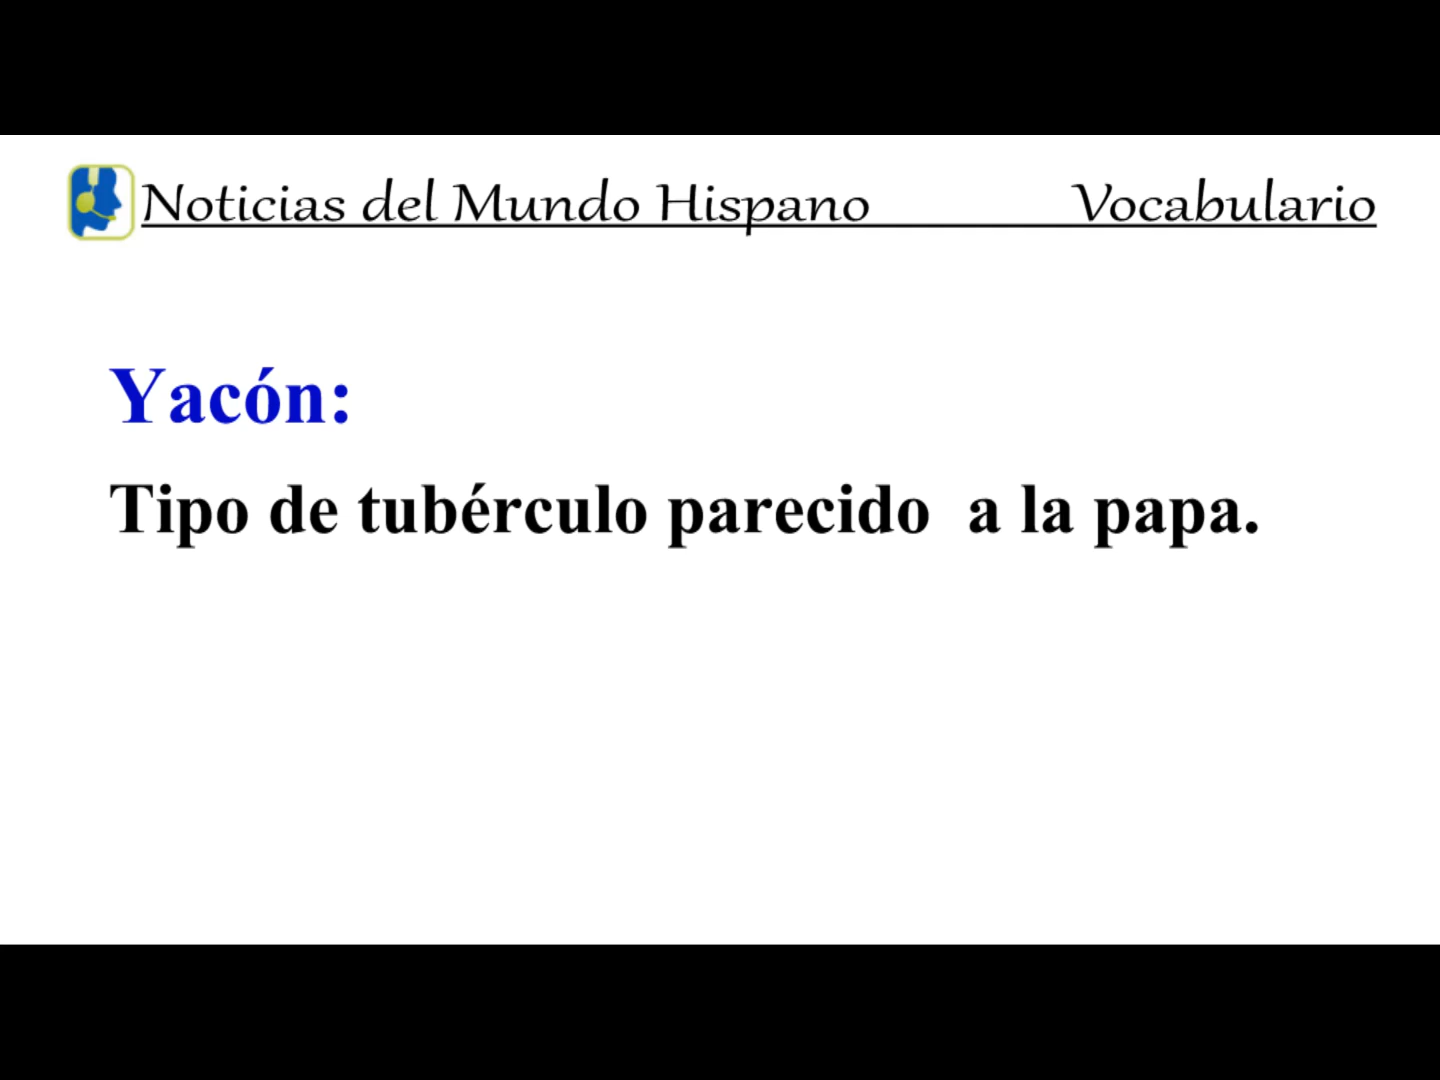 Noticias del Mundo Hispano Vocabulario
Yacón:
Tipo de tubérculo parecido a la papa.